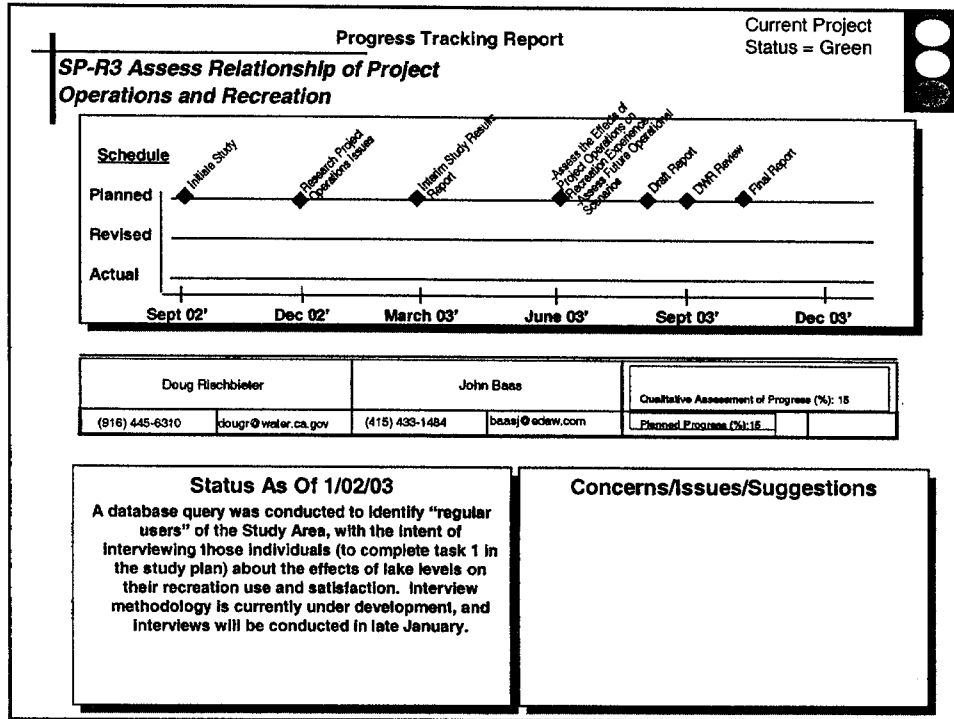 Progress Tracking Report
Current Project
Status = Green
SP-R3 Assess Relationship of Project
Operations and Recreation
Schedule
Initiate Study
Research Project
Operations Issues
Interim Study Results
Report
-Assess the Effects of
Project Operations on
Recreation Experience
-Assess Future Operational
Scenarios
Draft Report
DWR Review
Final Report
Planned
Revised
Actual
Sept 02' Dec 02' March 03' June 03' Sept 03' Dec 03'
Doug Rischbieter John Baas Qualitative Assessment of Progress (%): 15
(916) 445-6310 dougr@water.ca.gov (415) 433-1484 baasj@edaw.com Planned Progress (%):15
Status As Of 1/02/03
A database query was conducted to identify “regular
users” of the Study Area, with the intent of
interviewing those individuals (to complete task 1 in
the study plan) about the effects of lake levels on
their recreation use and satisfaction. Interview
methodology is currently under development, and
interviews will be conducted in late January.
Concerns/Issues/Suggestions